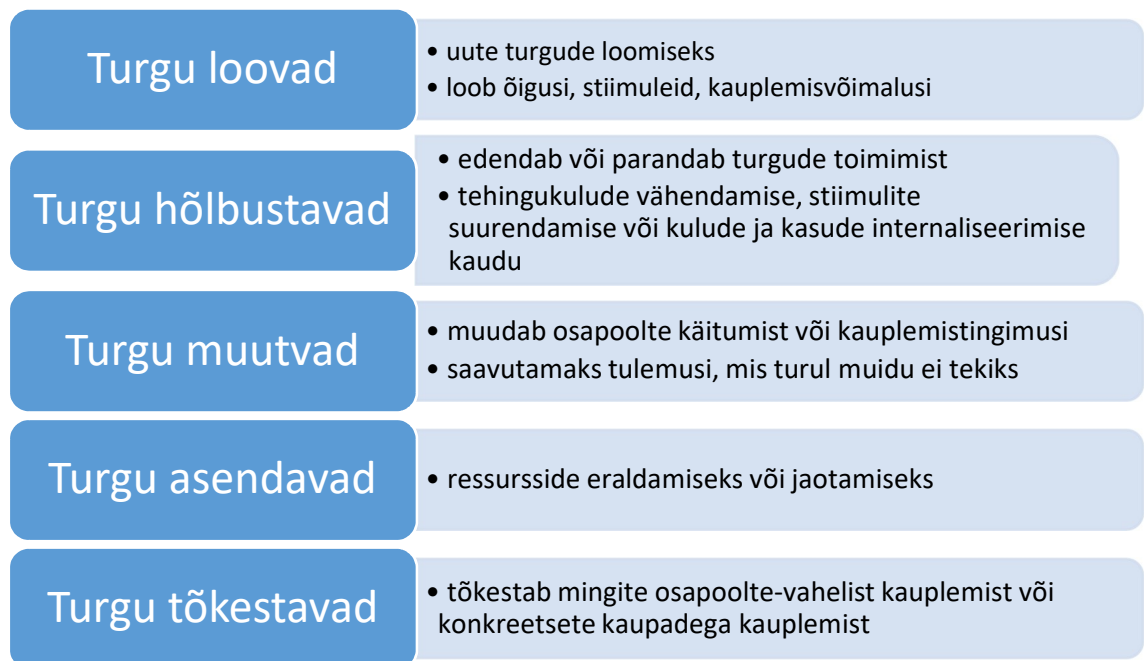 Turgu loovad
• uute turgude loomiseks
• loob õigusi, stiimuleid, kauplemisvõimalusi
Turgu hõlbustavad
• edendab või parandab turgude toimimist
• tehingukulude vähendamise, stiimulite
suurendamise või kulude ja kasude internaliseerimise
kaudu
Turgu muutvad
• muudab osapoolte käitumist või kauplemistingimusi
• saavutamaks tulemusi, mis turul muidu ei tekiks
Turgu asendavad
• ressursside eraldamiseks või jaotamiseks
Turgu tõkestavad
• tõkestab mingite osapoolte-vahelist kauplemist või
konkreetsete kaupadega kauplemist